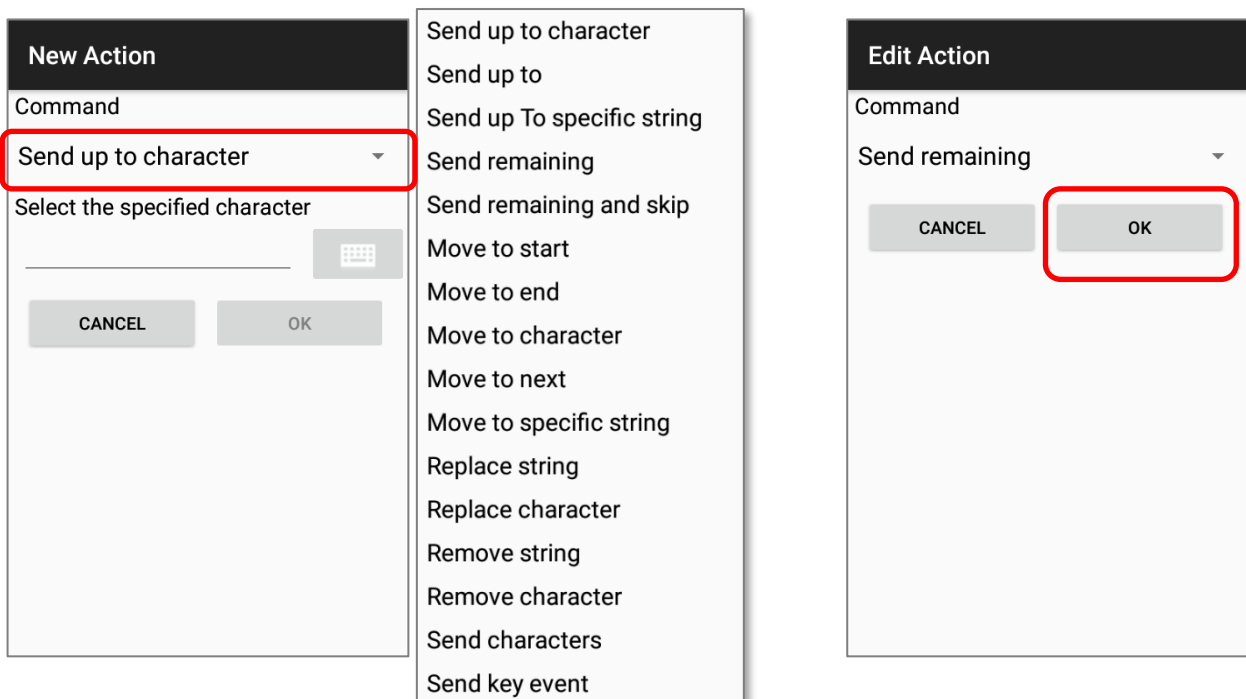 New Action
Command
Send up to character
Select the specified character
CANCEL
OK
Send up to character
Send up to
Send up To specific string
Send remaining
Send remaining and skip
Move to start
Move to end
Move to character
Move to next
Move to specific string
Replace string
Replace character
Remove string
Remove character
Send characters
Send key event
Edit Action
Command
Send remaining
CANCEL
OK